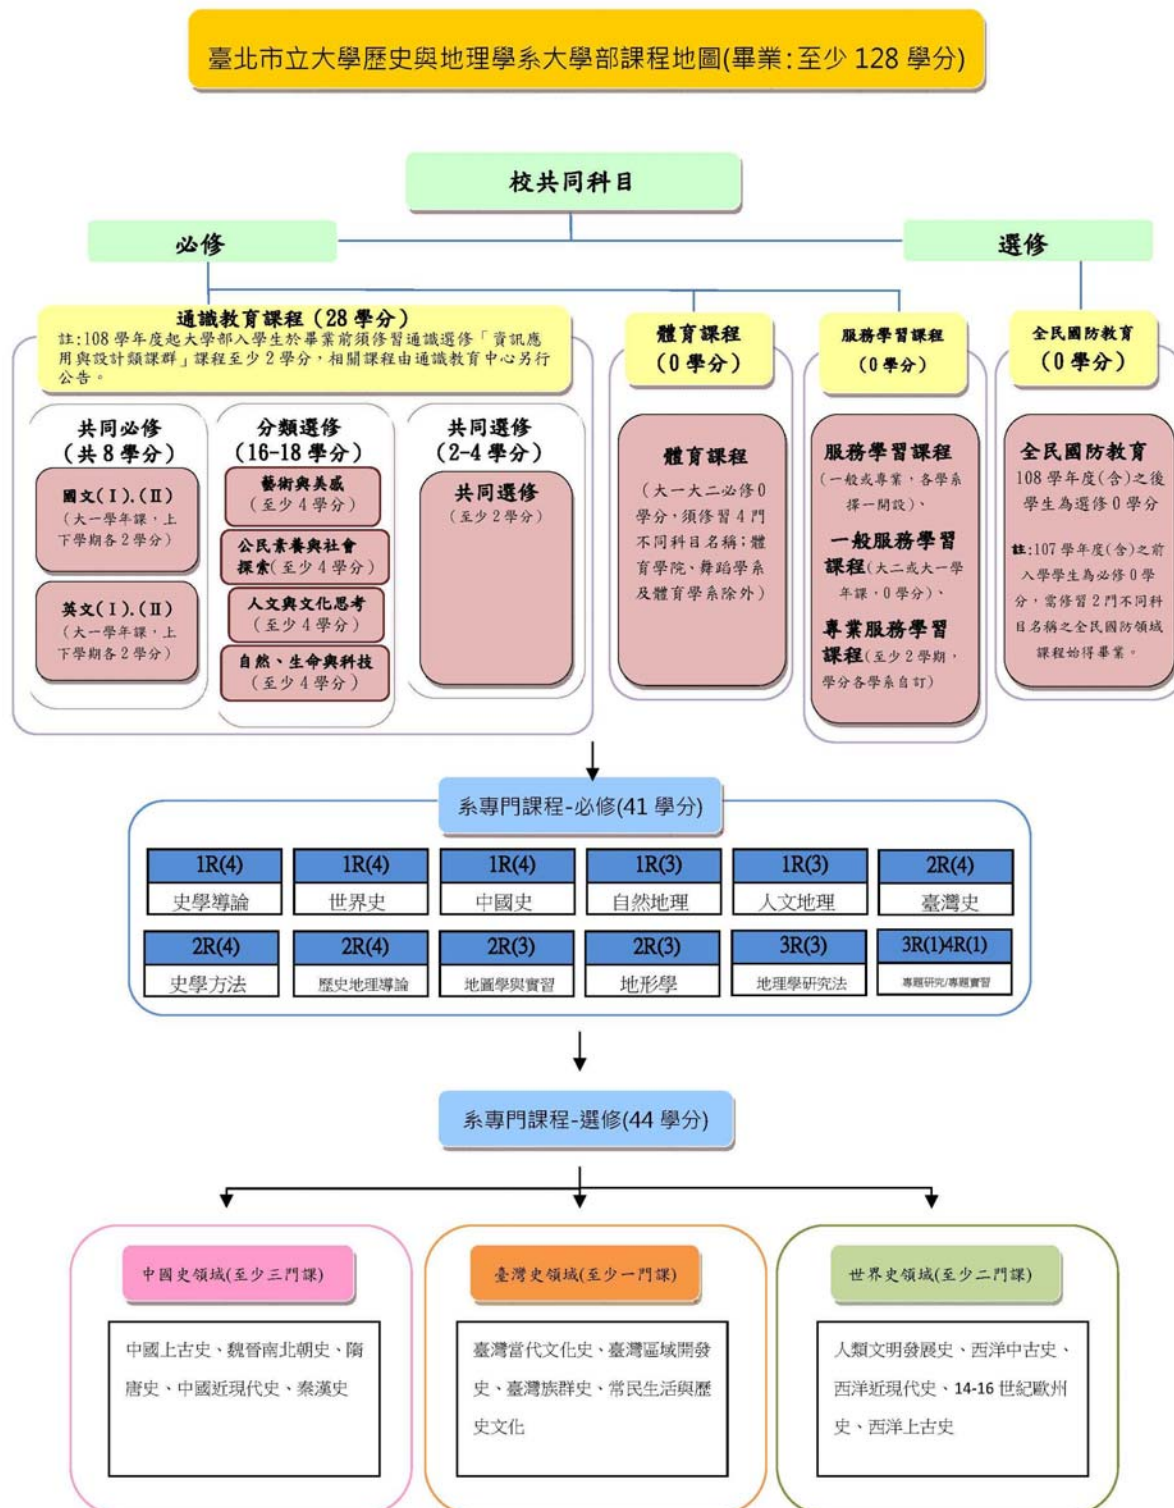 臺北市立大學歷史與地理學系大學部課程地圖(畢業:至少 128 學分)
校共同科目
必修
選修
通識教育課程(28 學分)
註:108 學年度起大學部入學生於畢業前須修習通識選修「資訊應
用與設計類課群」課程至少 2 學分,相關課程由通識教育中心另行
公告。
體育課程
(0 學分)
服務學習課程
(0 學分)
全民國防教育
(0 學分)
共同必修
(共 8 學分)
國文(I).(II)
(大一學年課,上
下學期各 2 學分)
英文(I).(II)
(大一學年課,上
下學期各 2 學分)
分類選修
(16-18 學分)
藝術與美感
(至少 4 學分)
公民素養與社會
探索(至少 4 學分)
人文與文化思考
(至少 4 學分)
自然、生命與科技
(至少 4 學分)
共同選修
(2-4 學分)
共同選修
(至少 2 學分)
體育課程
(大一大二必修 0
學分,須修習 4 門
不同科目名稱;體
育學院、舞蹈學系
及體育學系除外)
服務學習課程
(一般或專業,各學系
擇一開設)、
一般服務學習
課程(大二或大一學
年課,0 學分)、
專業服務學習
課程(至少 2 學期,
學分各學系自訂)
全民國防教育
108 學年度(含)之後
學生為選修 0 學分
註:107 學年度(含)之前
入學學生為必修 0 學
分,需修習 2 門不同科
目名稱之全民國防領域
課程始得畢業。
系專門課程-必修(41 學分)
1R(4)
史學導論
1R(4)
世界史
1R(4)
中國史
1R(3)
自然地理
1R(3)
人文地理
2R(4)
臺灣史
2R(4)
史學方法
2R(4)
歷史地理導論
2R(3)
地圖學與實習
2R(3)
地形學
3R(3)
地理學研究法
3R(1)4R(1)
專題研究/專題實習
系專門課程-選修(44 學分)
中國史領域(至少三門課)
中國上古史、魏晉南北朝史、隋
唐史、中國近現代史、秦漢史
臺灣史領域(至少一門課)
臺灣當代文化史、臺灣區域開發
史、臺灣族群史、常民生活與歷
史文化
世界史領域(至少二門課)
人類文明發展史、西洋中古史、
西洋近現代史、14-16 世紀歐州
史、西洋上古史